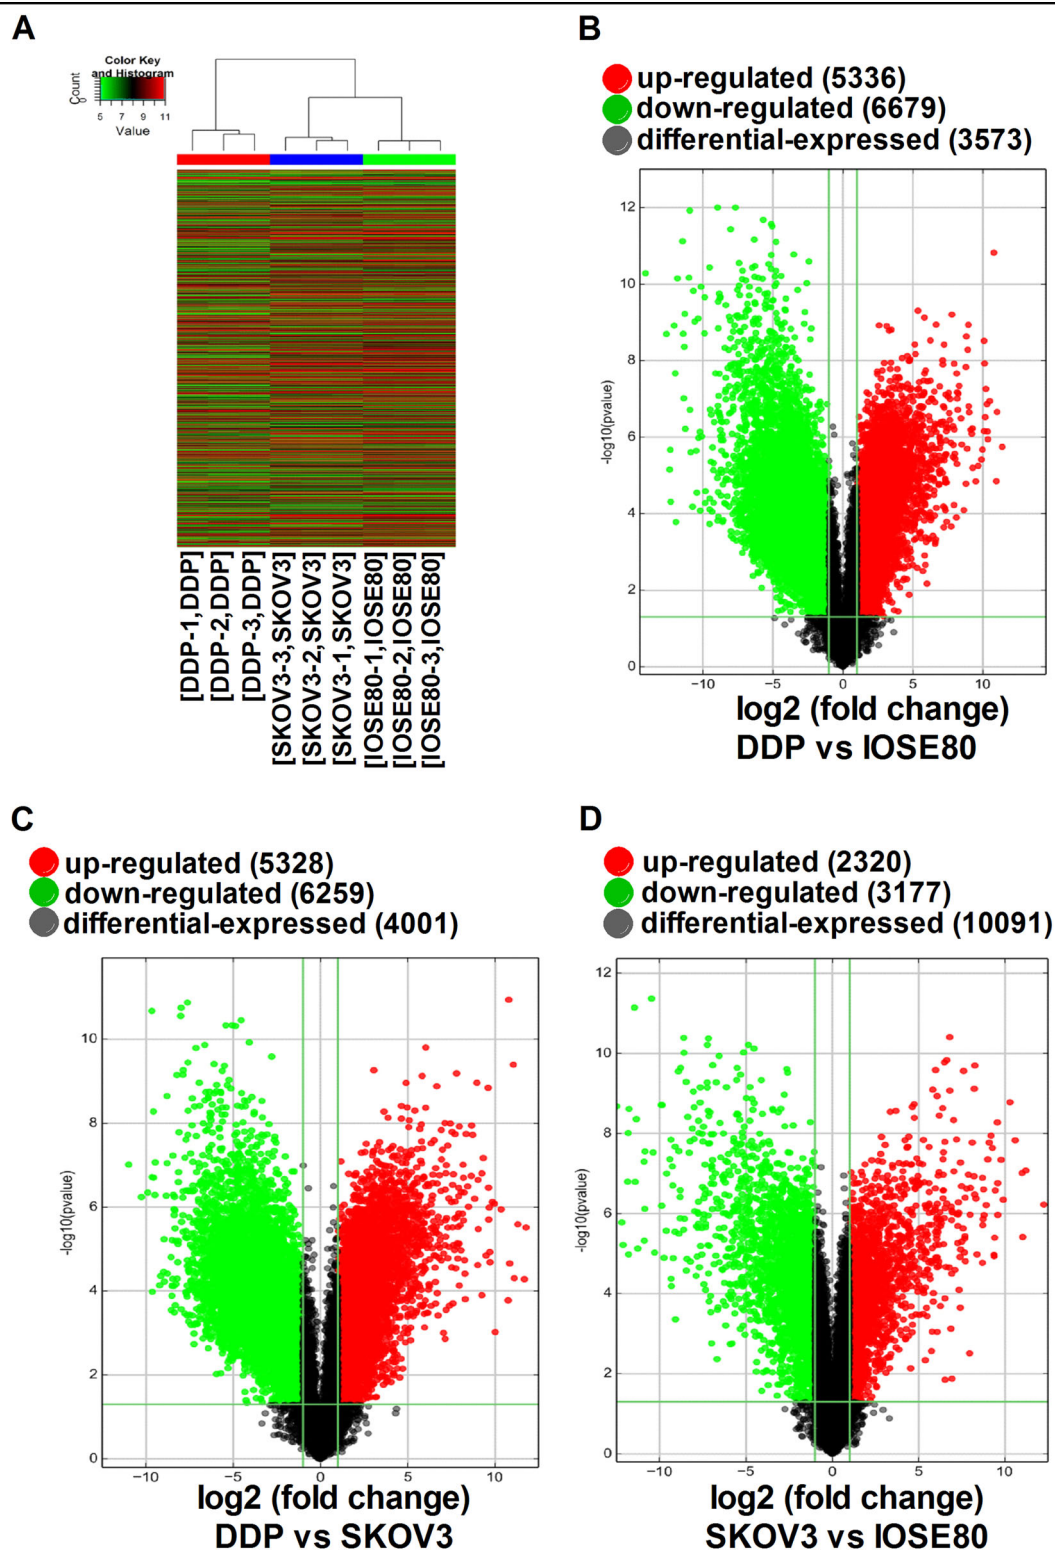 A
Color Key
and Histogram
Count
0
5 7 9 11
Value
[DDP-1,DDP]
[DDP-2,DDP]
[DDP-3,DDP]
[SKOV3-3,SKOV3]
[SKOV3-2,SKOV3]
[SKOV3-1,SKOV3]
[IOSE80-1,IOSE80]
[IOSE80-2,IOSE80]
[IOSE80-3,IOSE80]
B
up-regulated (5336)
down-regulated (6679)
differential-expressed (3573)
12
10
8
6
4
2
0
-log10(pvalue)
−10 −5 0 5 10
log2 (fold change)
DDP vs IOSE80
C
up-regulated (5328)
down-regulated (6259)
differential-expressed (4001)
10
8
6
4
2
0
-log10(pvalue)
−10 −5 0 5 10
log2 (fold change)
DDP vs SKOV3
D
up-regulated (2320)
down-regulated (3177)
differential-expressed (10091)
12
10
8
6
4
2
0
-log10(pvalue)
−10 −5 0 5 10
log2 (fold change)
SKOV3 vs IOSE80